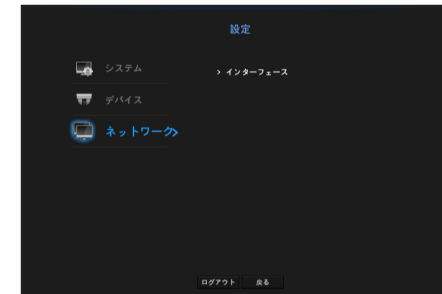 設定
システム
> インターフェース
デバイス
ネットワーク>
ログアウト 戻る